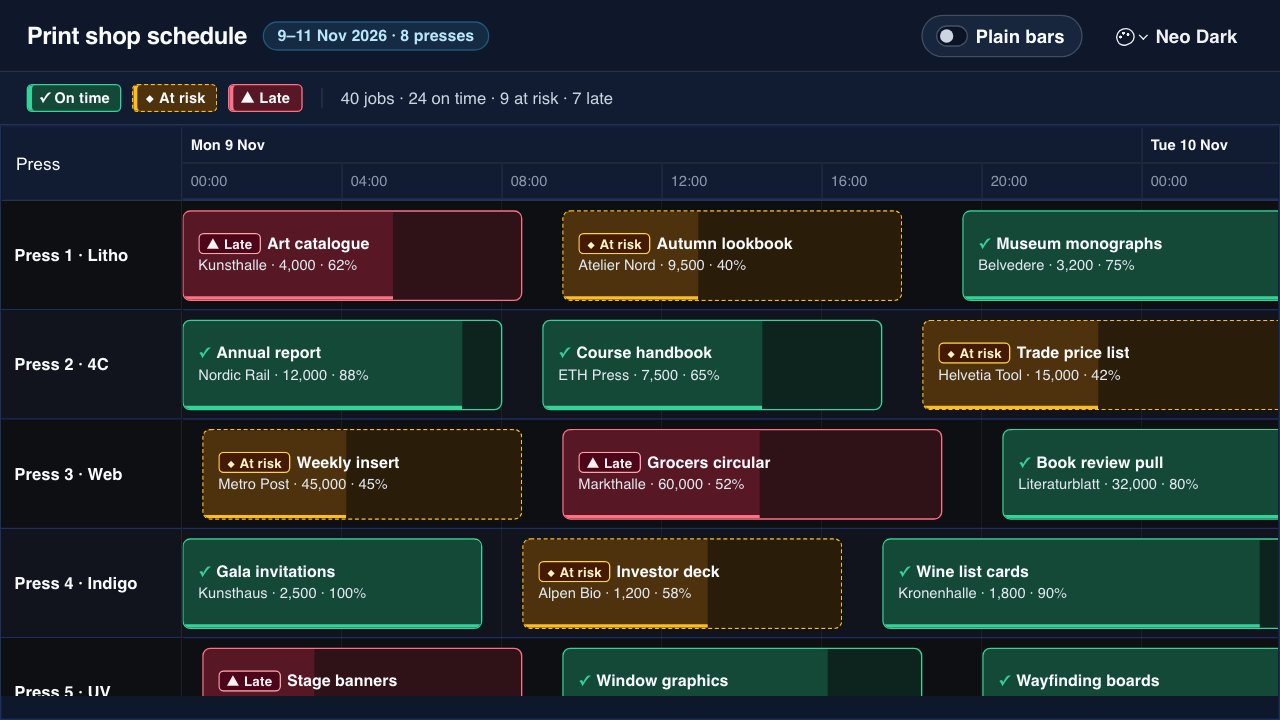 Print shop schedule
9–11 Nov 2026 · 8 presses
Plain bars
Neo Dark
✓ On time
◆ At risk
▲ Late
40 jobs · 24 on time · 9 at risk · 7 late
Press
Mon 9 Nov
Tue 10 Nov
00:00
04:00
08:00
12:00
16:00
20:00
00:00
Press 1 · Litho
▲ Late Art catalogue
Kunsthalle · 4,000 · 62%
◆ At risk Autumn lookbook
Atelier Nord · 9,500 · 40%
✓ Museum monographs
Belvedere · 3,200 · 75%
Press 2 · 4C
✓ Annual report
Nordic Rail · 12,000 · 88%
✓ Course handbook
ETH Press · 7,500 · 65%
◆ At risk Trade price list
Helvetia Tool · 15,000 · 42%
Press 3 · Web
◆ At risk Weekly insert
Metro Post · 45,000 · 45%
▲ Late Grocers circular
Markthalle · 60,000 · 52%
✓ Book review pull
Literaturblatt · 32,000 · 80%
Press 4 · Indigo
✓ Gala invitations
Kunsthaus · 2,500 · 100%
◆ At risk Investor deck
Alpen Bio · 1,200 · 58%
✓ Wine list cards
Kronenhalle · 1,800 · 90%
Press 5 · UV
▲ Late Stage banners
✓ Window graphics
✓ Wayfinding boards